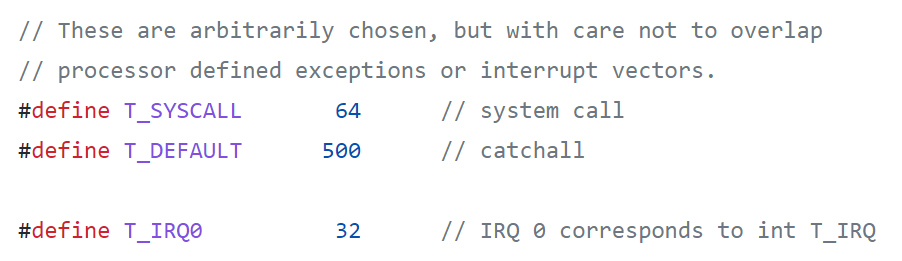 // These are arbitrarily chosen, but with care not to overlap
// processor defined exceptions or interrupt vectors.
#define T_SYSCALL       64      // system call
#define T_DEFAULT      500      // catchall
#define T_IRQ0          32      // IRQ 0 corresponds to int T_IRQ